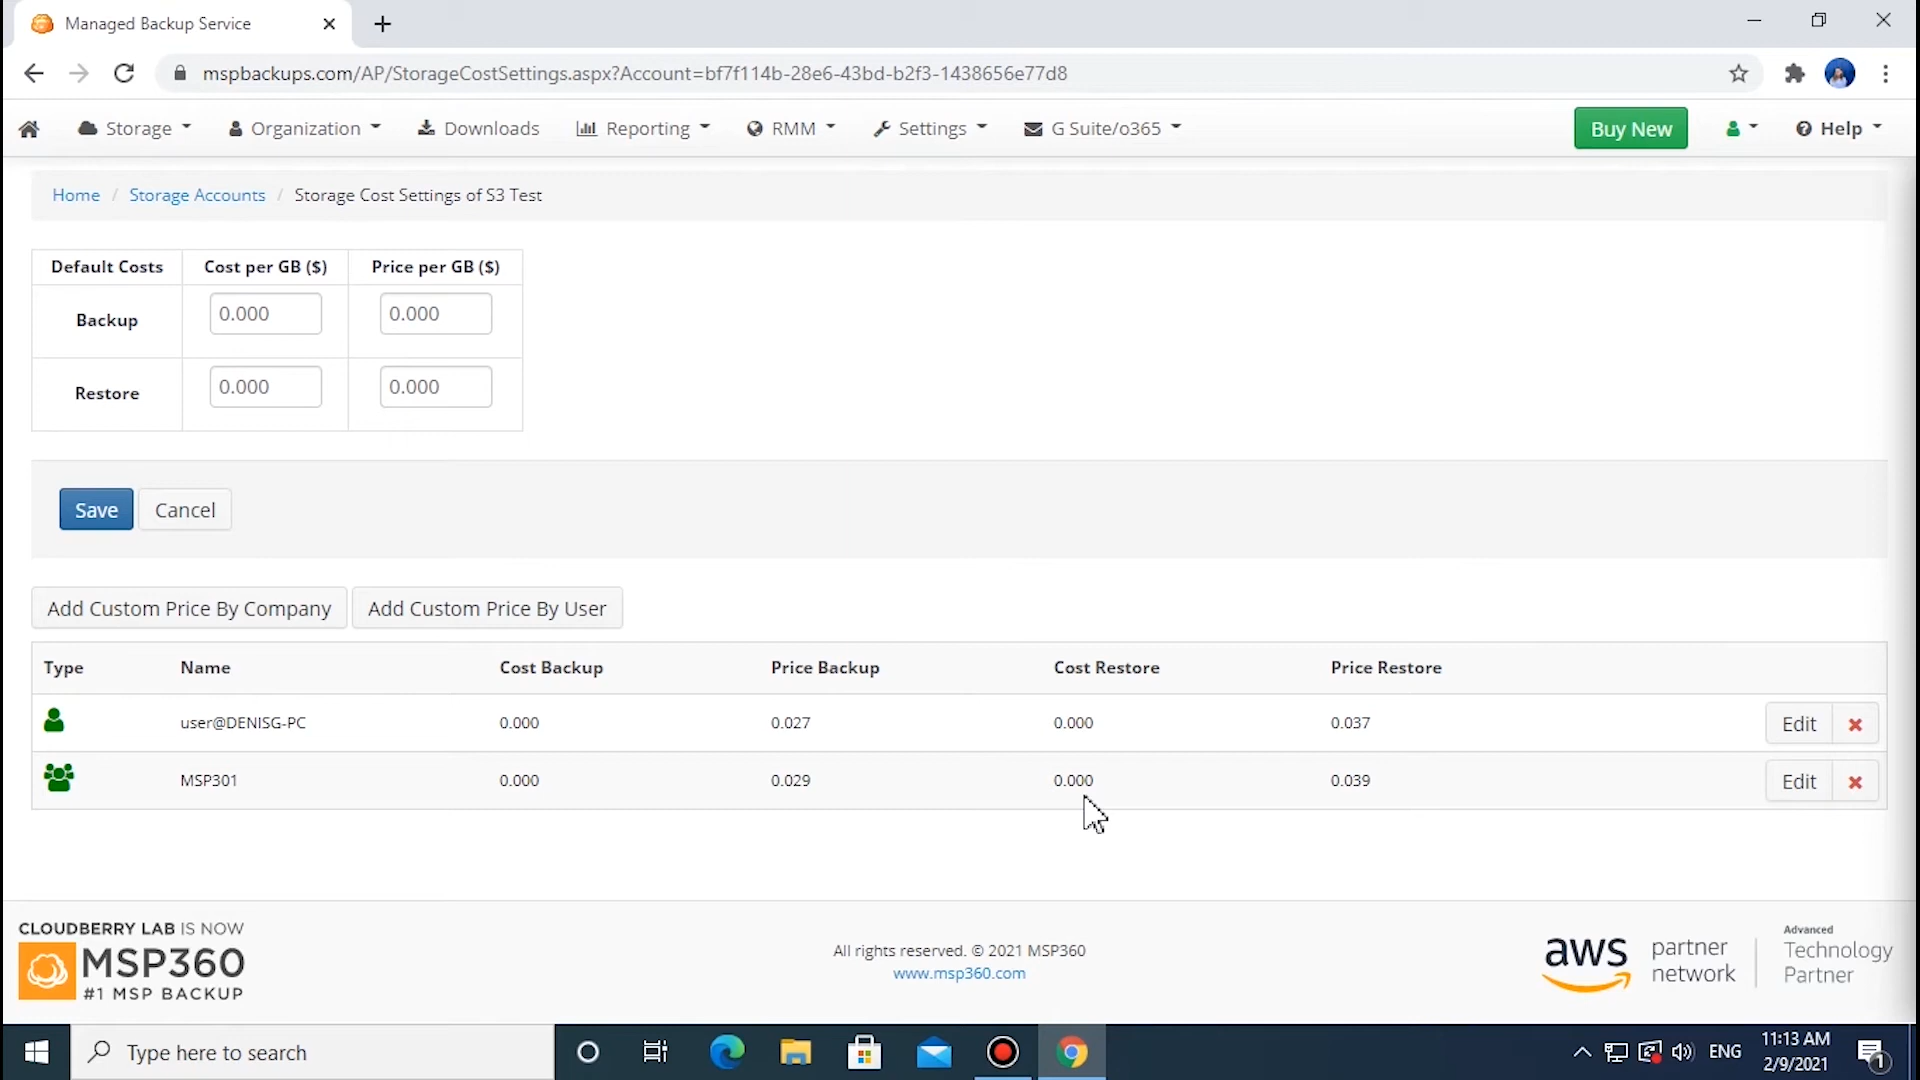 Managed Backup Service
mspbackups.com/AP/StorageCostSettings.aspx?Account=bf7f114b-28e6-43bd-b2f3-1438656e77d8
Storage Organization Downloads Reporting RMM Settings G Suite/o365 Buy New Help
Home / Storage Accounts / Storage Cost Settings of S3 Test
Default Costs Cost per GB ($) Price per GB ($)
Backup 0.000 0.000
Restore 0.000 0.000
Save Cancel
Add Custom Price By Company Add Custom Price By User
Type Name Cost Backup Price Backup Cost Restore Price Restore
user@DENISG-PC 0.000 0.027 0.000 0.037 Edit
MSP301 0.000 0.029 0.000 0.039 Edit
CLOUDBERRY LAB IS NOW
MSP360
#1 MSP BACKUP
All rights reserved. © 2021 MSP360
www.msp360.com
aws partner network
Advanced
Technology
Partner
Type here to search
ENG
11:13 AM
2/9/2021
1